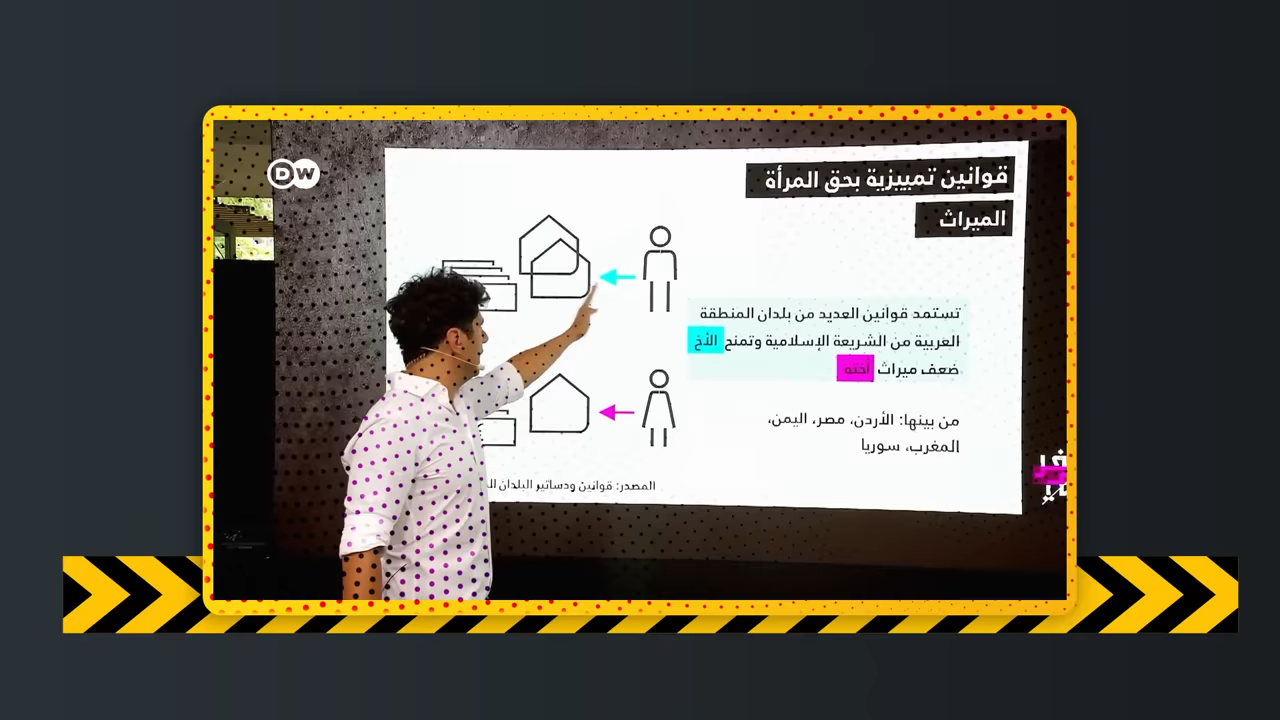 DW
قوانين تمييزية بحق المرأة
الميراث
تستمد قوانين العديد من بلدان المنطقة
العربية من الشريعة الإسلامية وتمنح الأخ
ضعف ميراث أخته
من بينها: الأردن، مصر، اليمن،
المغرب، سوريا
المصدر: قوانين ودساتير البلدان